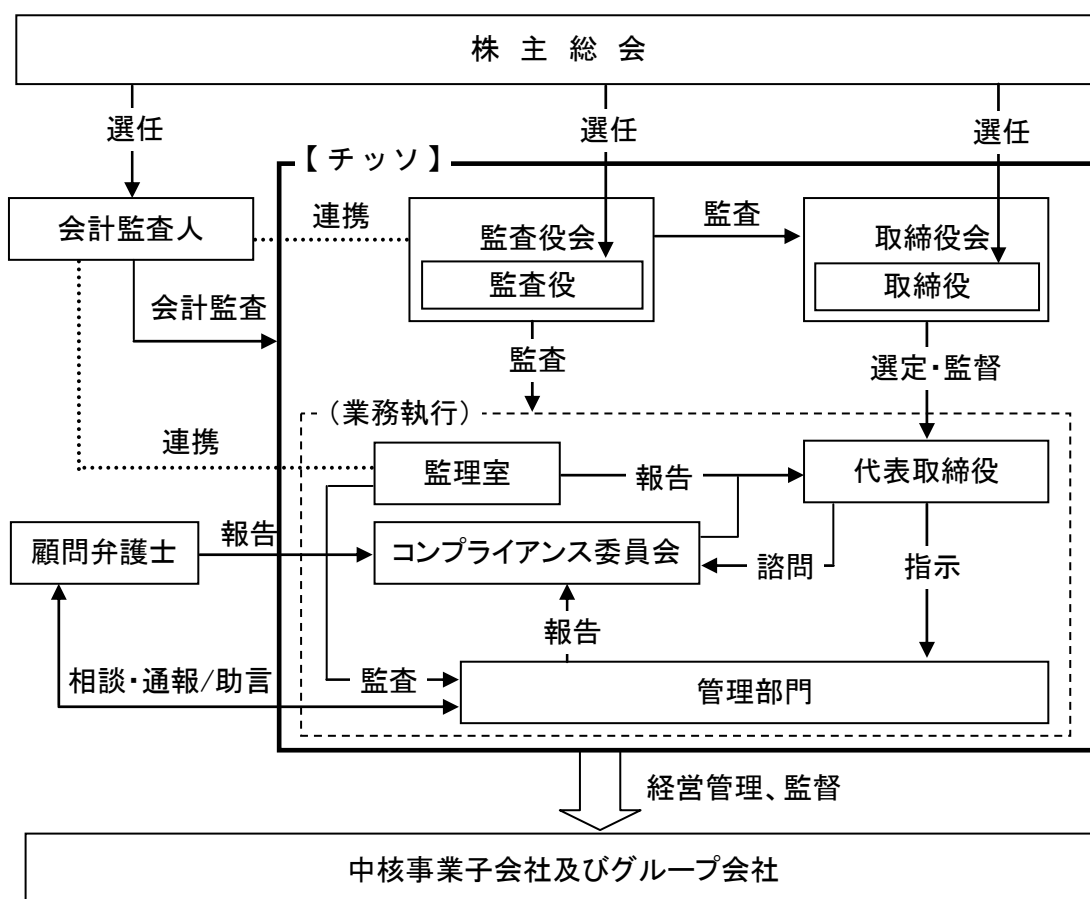 株 主 総 会
選任
選任
選任
【 チ ッ ソ 】
会計監査人
連携
監査役会
監査
取締役会
監査役
取締役
会計監査
監査
選定・監督
（業務執行）
連携
監理室
報告
代表取締役
顧問弁護士
報告
コンプライアンス委員会
諮問
指示
報告
相談・通報/助言
監査
管理部門
経営管理、監督
中核事業子会社及びグループ会社